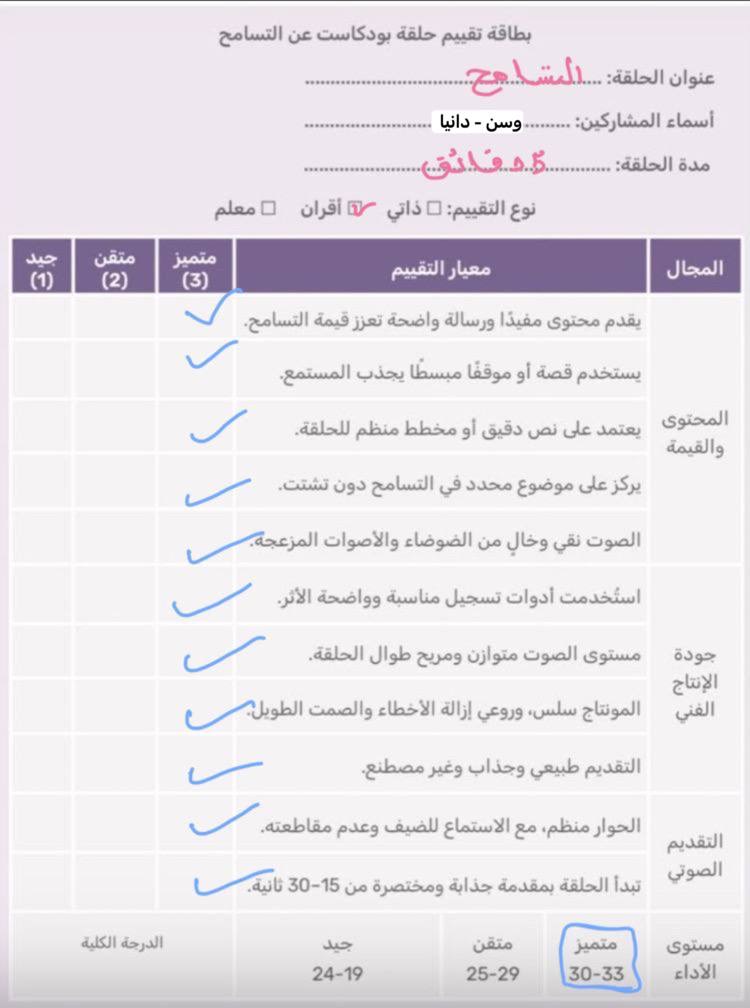 بطاقة تقييم حلقة بودكاست عن التسامح
عنوان الحلقة: التسامح
أسماء المشاركين: وسن - دانيا
مدة الحلقة: 5 دقائق
نوع التقييم: ☐ ذاتي ☑ أقران ☐ معلم
المجال معيار التقييم متميز (3) متقن (2) جيد (1)
المحتوى والقيمة
يقدم محتوى مفيدًا ورسالة واضحة تعزز قيمة التسامح. ✓
يستخدم قصة أو موقفًا مبسطًا يجذب المستمع. ✓
يعتمد على نص دقيق أو مخطط منظم للحلقة. ✓
يركز على موضوع محدد في التسامح دون تشتت. ✓
الصوت نقي وخالٍ من الضوضاء والأصوات المزعجة. ✓
جودة الإنتاج الفني
استُخدمت أدوات تسجيل مناسبة وواضحة الأثر. ✓
مستوى الصوت متوازن ومريح طوال الحلقة. ✓
المونتاج سلس، وروعي إزالة الأخطاء والصمت الطويل. ✓
التقديم طبيعي وجذاب وغير مصطنع. ✓
التقديم الصوتي
الحوار منظم، مع الاستماع للضيف وعدم مقاطعته. ✓
تبدأ الحلقة بمقدمة جذابة ومختصرة من 15-30 ثانية. ✓
مستوى الأداء
متميز 30-33
متقن 25-29
جيد 24-19
الدرجة الكلية